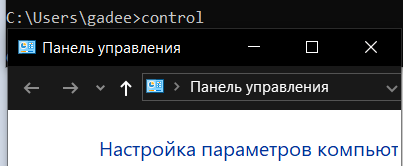 C:\Users\gadee>control
Панель управления
Панель управления
Настройка параметров компьют